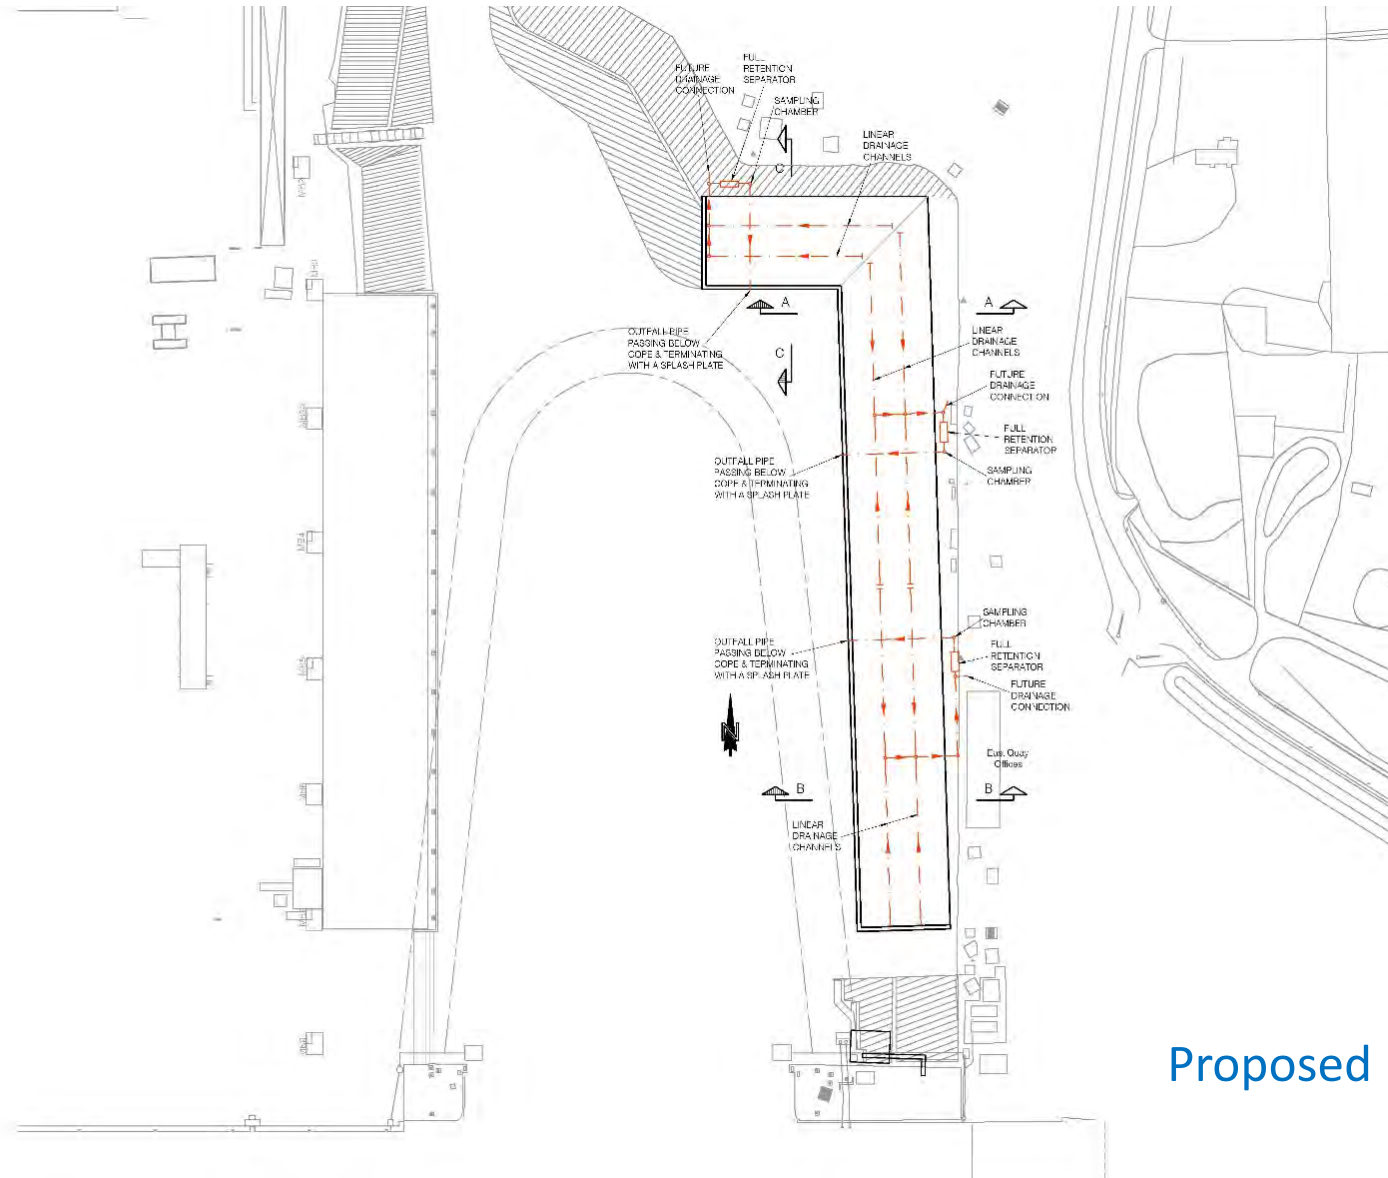 FULL
RETENTION
SEPARATOR
FUTURE
DRAINAGE
CONNECTION
SAMPLING
CHAMBER
LINEAR
DRAINAGE
CHANNELS
C
A
A
OUTFALL PIPE
PASSING BELOW
COPE & TERMINATING
WITH A SPLASH PLATE
C
LINEAR
DRAINAGE
CHANNELS
FUTURE
DRAINAGE
CONNECTION
FULL
RETENTION
SEPARATOR
OUTFALL PIPE
PASSING BELOW
COPE & TERMINATING
WITH A SPLASH PLATE
SAMPLING
CHAMBER
SAMPLING
CHAMBER
OUTFALL PIPE
PASSING BELOW
COPE & TERMINATING
WITH A SPLASH PLATE
FULL
RETENTION
SEPARATOR
FUTURE
DRAINAGE
CONNECTION
N
East Quay
Offices
B
B
LINEAR
DRAINAGE
CHANNELS
Proposed